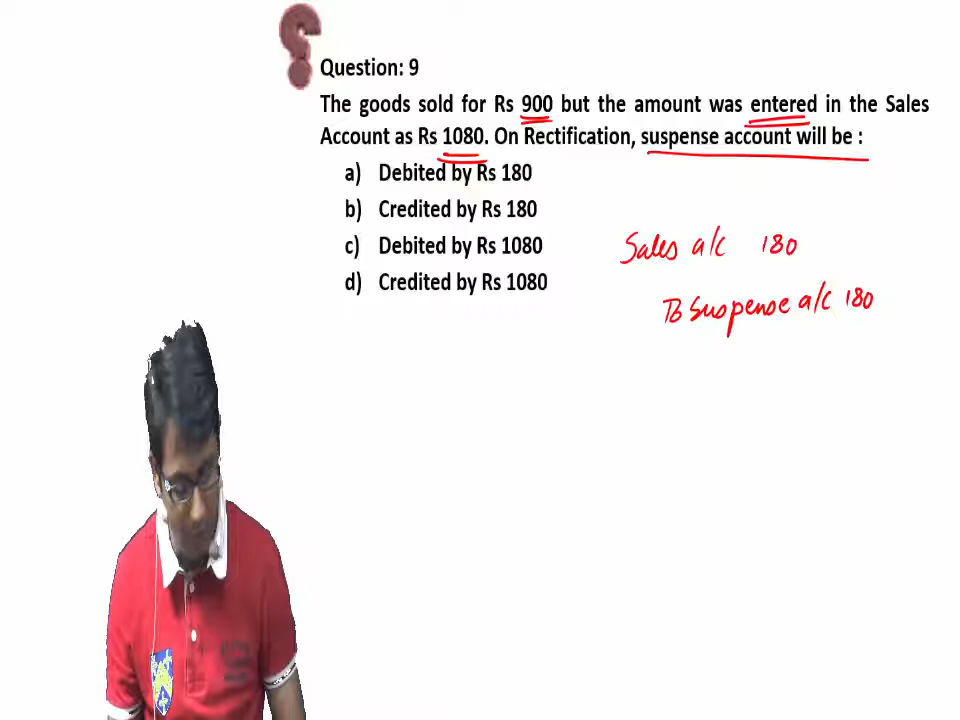 Question: 9
The goods sold for Rs 900 but the amount was entered in the Sales
Account as Rs 1080. On Rectification, suspense account will be :
a) Debited by Rs 180
b) Credited by Rs 180
c) Debited by Rs 1080
d) Credited by Rs 1080
Sales a/c 180
To Suspense a/c 180